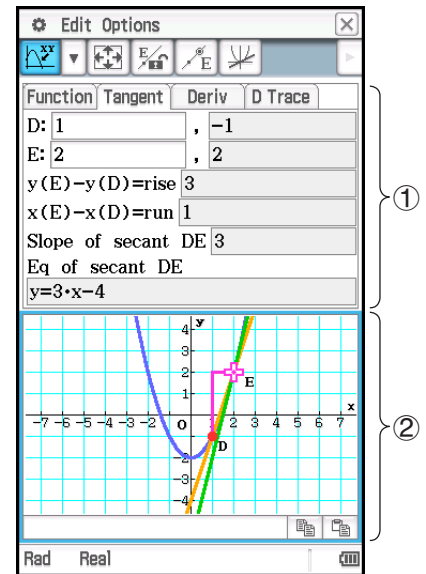 Edit Options
Function Tangent Deriv D Trace
D: 1 , -1
E: 2 , 2
y(E)-y(D)=rise 3
x(E)-x(D)=run 1
Slope of secant DE 3
Eq of secant DE
y=3·x-4
①
y
4
3
2
1
E
x
-7 -6 -5 -4 -3 -2 0 1 2 3 4 5 6 7
D
-3
-4
②
Rad Real